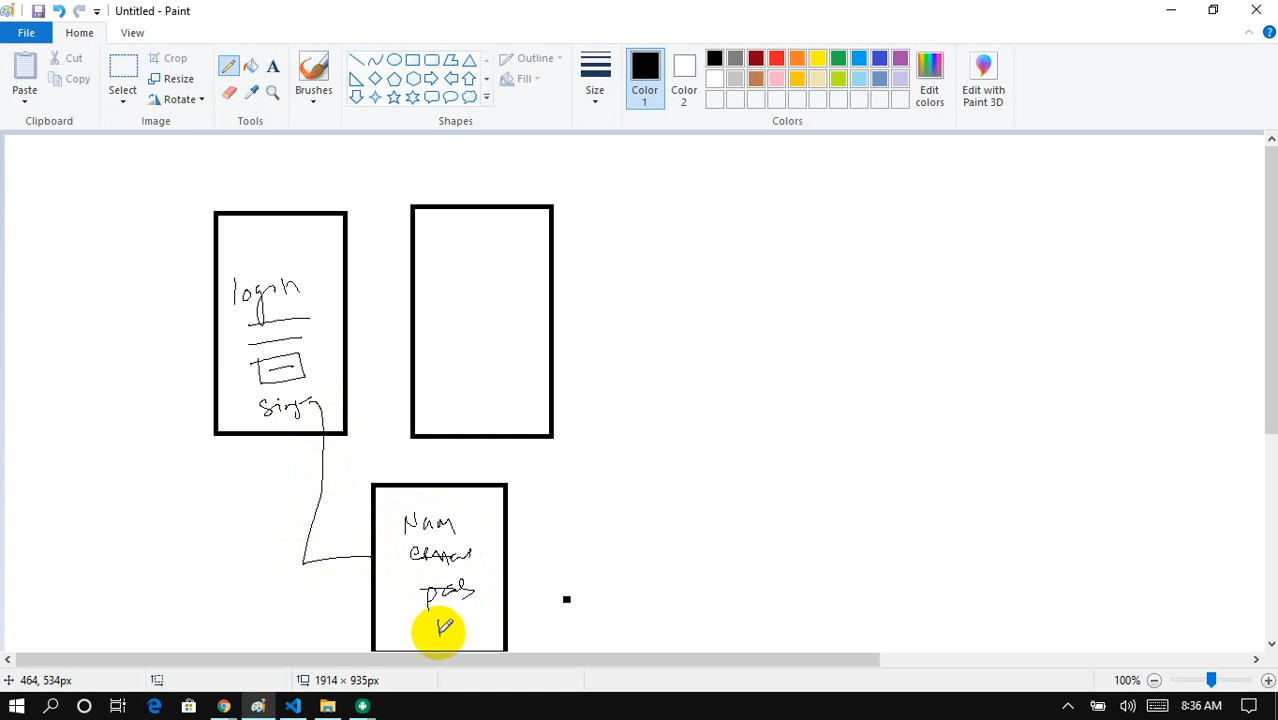 Untitled - Paint
File
Home
View
Paste
Cut
Copy
Clipboard
Select
Crop
Resize
Rotate
Image
Tools
Brushes
Outline
Fill
Shapes
Size
Color
1
Color
2
Edit
colors
Edit with
Paint 3D
Colors
login
Nam
pass
464, 534px
1914 × 935px
100%
8:36 AM